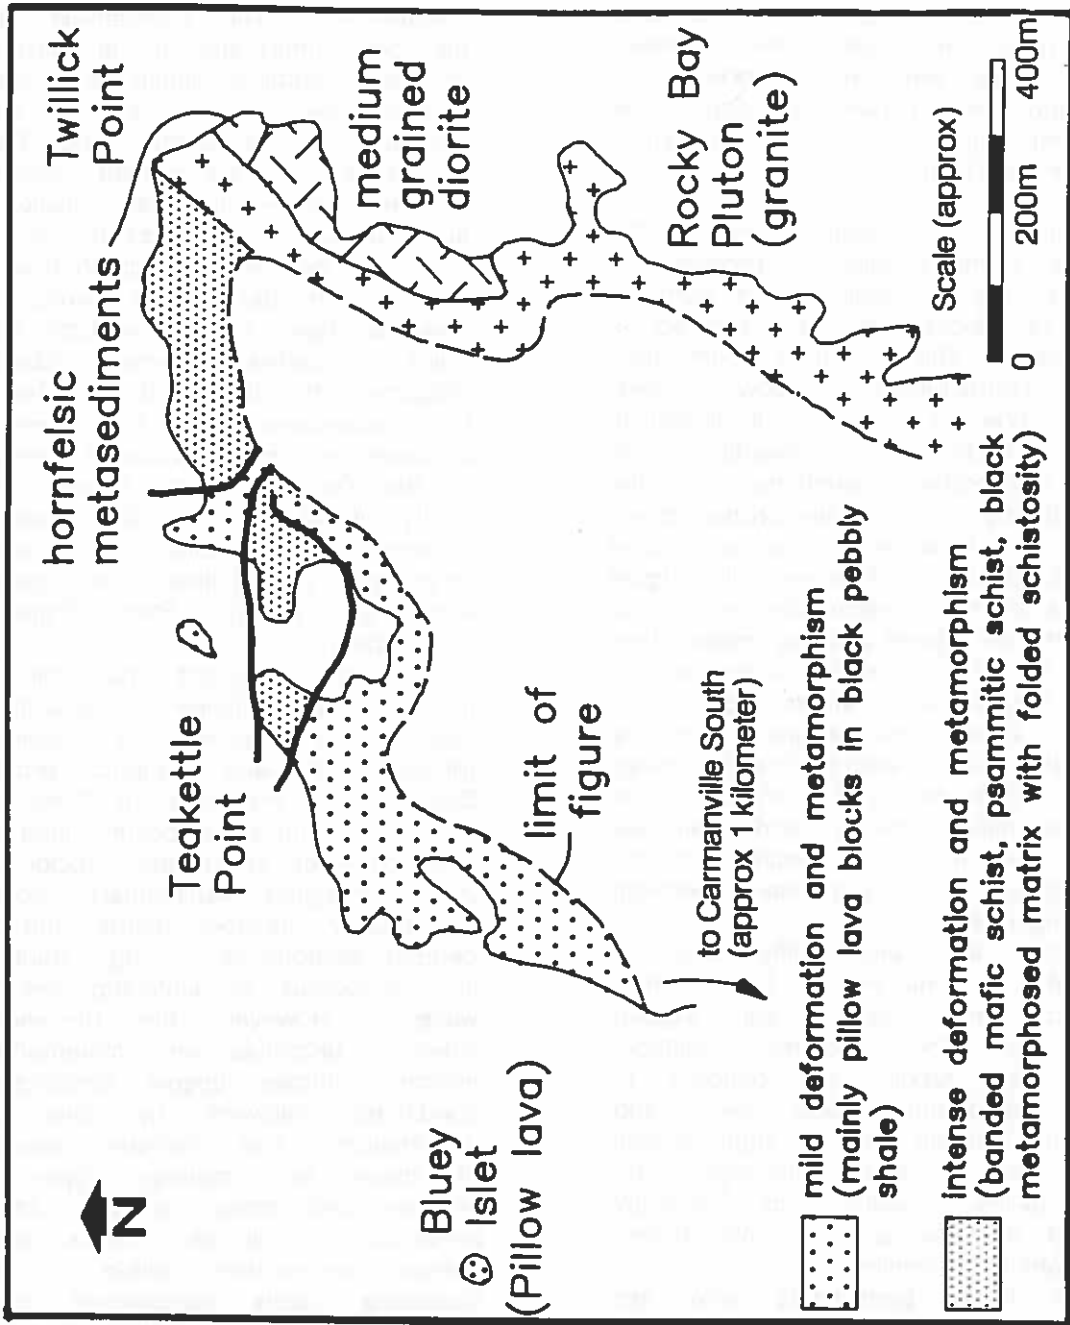 N
Bluey
Islet
(Pillow lava)
Teakettle
Point
hornfelsic
metasediments
Twillick
Point
medium
grained
diorite
Rocky Bay
Pluton
(granite)
limit of
figure
to Carmanville South
(approx 1 kilometer)
Scale (approx)
0 200m 400m
mild deformation and metamorphism
(mainly pillow lava blocks in black pebbly
shale)
intense deformation and metamorphism
(banded mafic schist, psammitic schist, black
metamorphosed matrix with folded schistosity)